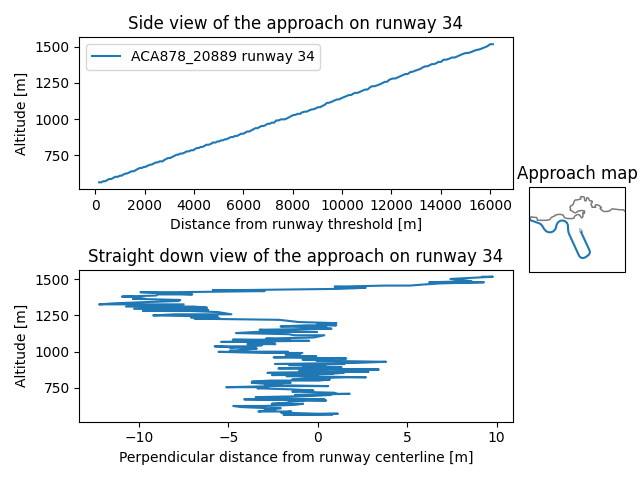 Side view of the approach on runway 34
1500
1250
1000
750
Altitude [m]
ACA878_20889 runway 34
0 2000 4000 6000 8000 10000 12000 14000 16000
Distance from runway threshold [m]
Approach map
Straight down view of the approach on runway 34
1500
1250
1000
750
Altitude [m]
−10 −5 0 5 10
Perpendicular distance from runway centerline [m]